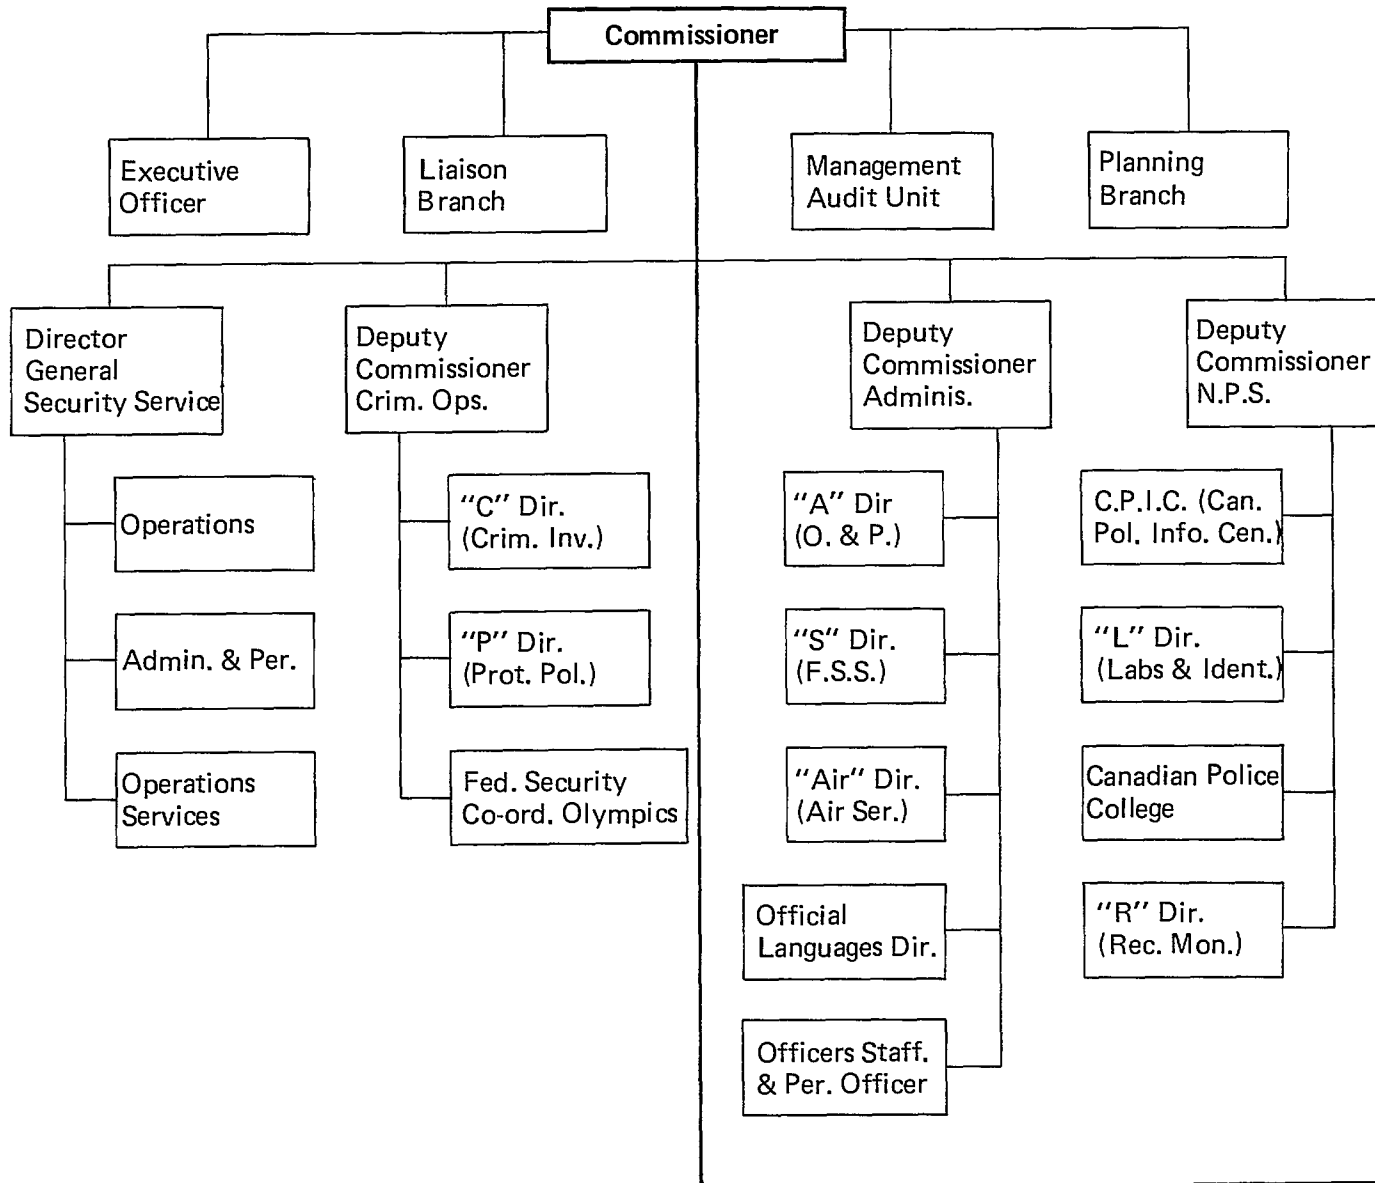 Commissioner
Executive
Officer
Liaison
Branch
Management
Audit Unit
Planning
Branch
Director
General
Security Service
Deputy
Commissioner
Crim. Ops.
Deputy
Commissioner
Adminis.
Deputy
Commissioner
N.P.S.
Operations
Admin. & Per.
Operations
Services
"C" Dir.
(Crim. Inv.)
"P" Dir.
(Prot. Pol.)
Fed. Security
Co-ord. Olympics
"A" Dir
(O. & P.)
"S" Dir.
(F.S.S.)
"Air" Dir.
(Air Ser.)
Official
Languages Dir.
Officers Staff.
& Per. Officer
C.P.I.C. (Can.
Pol. Info. Cen.)
"L" Dir.
(Labs & Ident.)
Canadian Police
College
"R" Dir.
(Rec. Mon.)